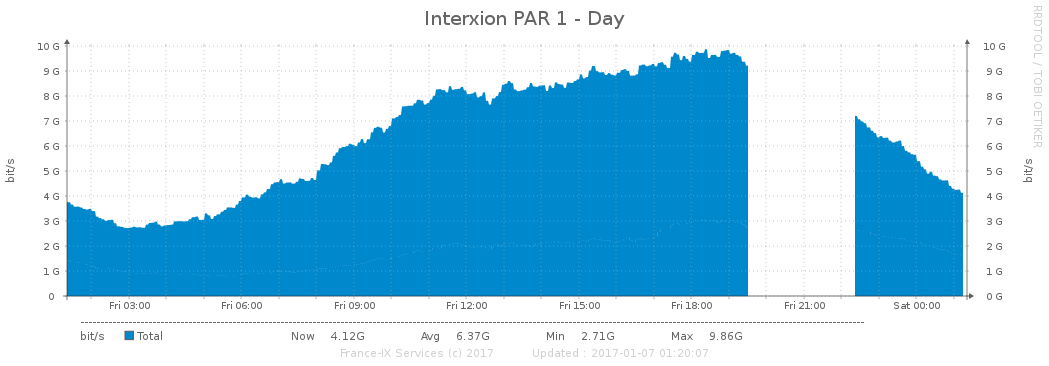 Interxion PAR 1 - Day
RRDTOOL / TOBI OETIKER
bit/s
10 G 10 G
9 G 9 G
8 G 8 G
7 G 7 G
6 G 6 G
5 G 5 G
4 G 4 G
3 G 3 G
2 G 2 G
1 G 1 G
0 0 G
bit/s
Fri 03:00 Fri 06:00 Fri 09:00 Fri 12:00 Fri 15:00 Fri 18:00 Fri 21:00 Sat 00:00
bit/s Total Now 4.12G Avg 6.37G Min 2.71G Max 9.86G
France-IX Services (c) 2017 Updated : 2017-01-07 01:20:07